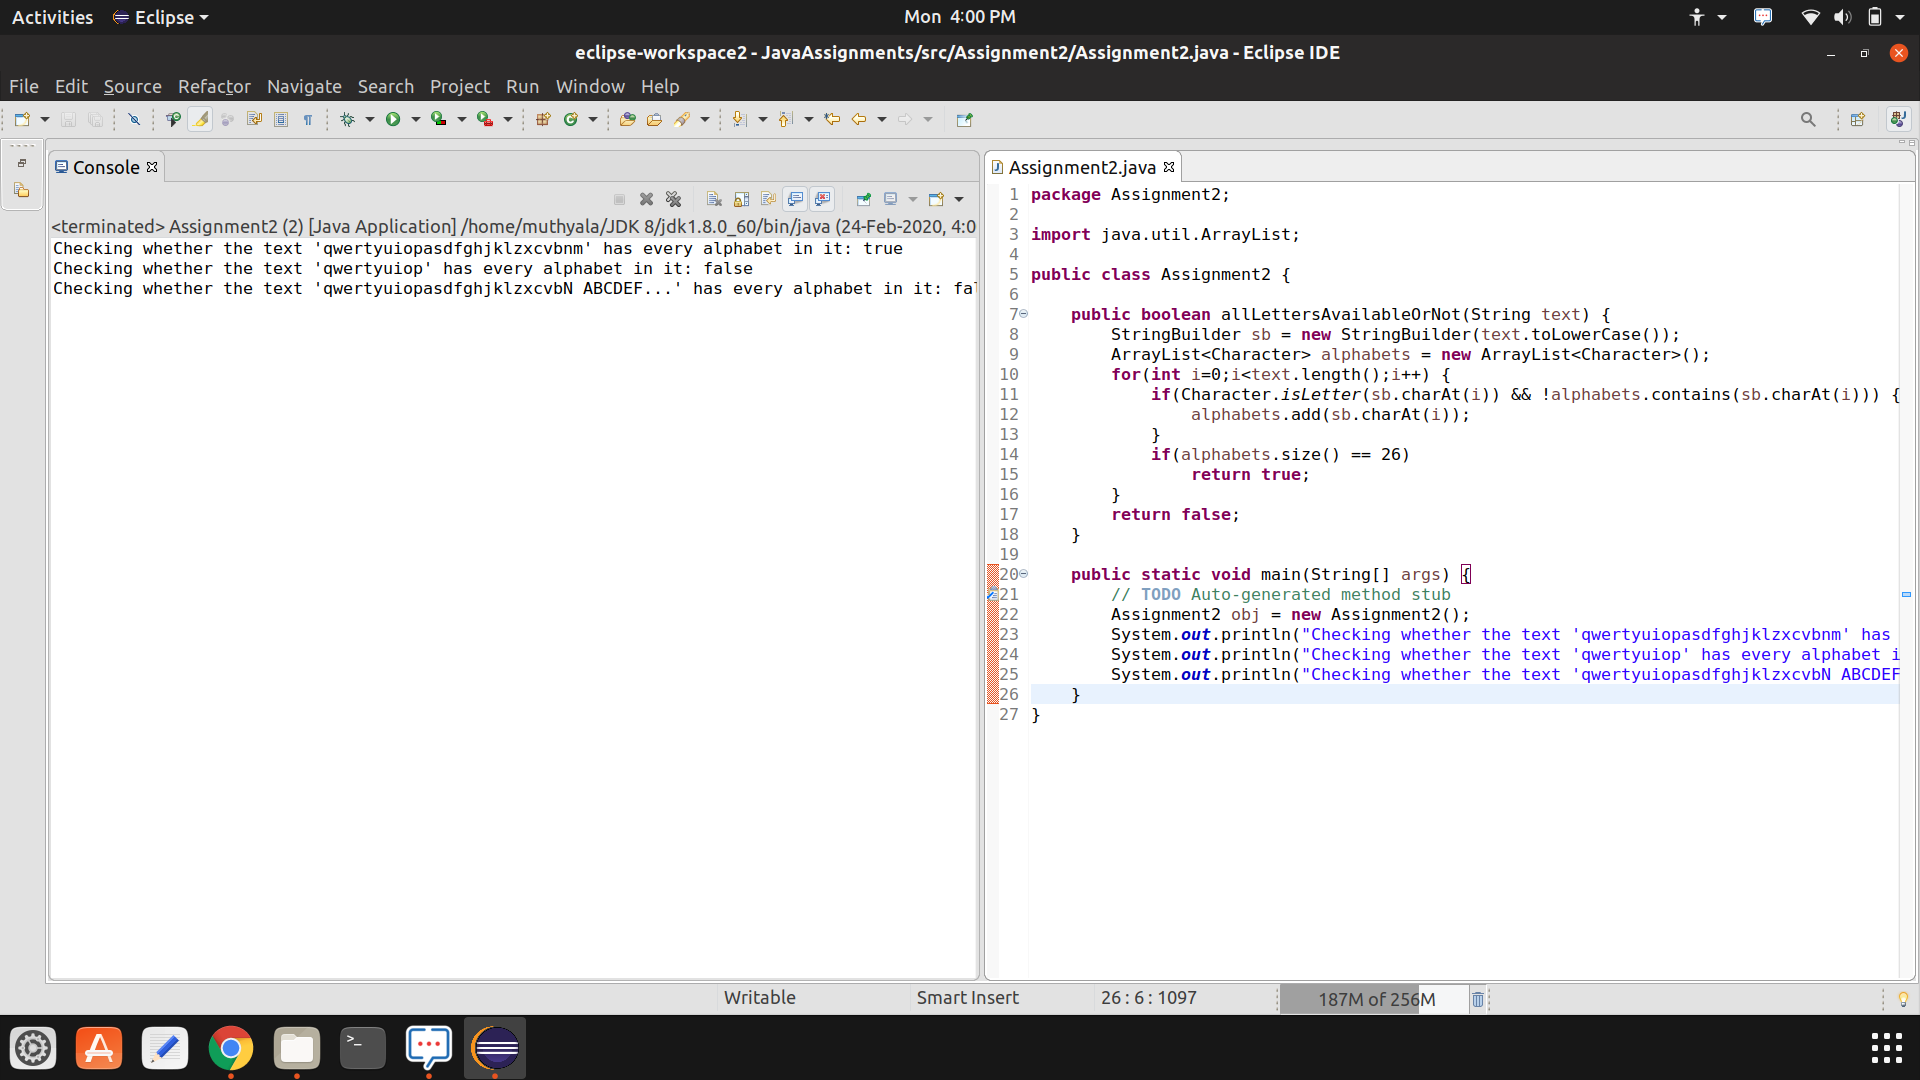 Activities Eclipse Mon 4:00 PM
eclipse-workspace2 - JavaAssignments/src/Assignment2/Assignment2.java - Eclipse IDE
File Edit Source Refactor Navigate Search Project Run Window Help
Console
<terminated> Assignment2 (2) [Java Application] /home/muthyala/JDK 8/jdk1.8.0_60/bin/java (24-Feb-2020, 4:0
Checking whether the text 'qwertyuiopasdfghjklzxcvbnm' has every alphabet in it: true
Checking whether the text 'qwertyuiop' has every alphabet in it: false
Checking whether the text 'qwertyuiopasdfghjklzxcvbN ABCDEF...' has every alphabet in it: fal
Assignment2.java
1 package Assignment2;
2
3 import java.util.ArrayList;
4
5 public class Assignment2 {
6
7 public boolean allLettersAvailableOrNot(String text) {
8 StringBuilder sb = new StringBuilder(text.toLowerCase());
9 ArrayList<Character> alphabets = new ArrayList<Character>();
10 for(int i=0;i<text.length();i++) {
11 if(Character.isLetter(sb.charAt(i)) && !alphabets.contains(sb.charAt(i))) {
12 alphabets.add(sb.charAt(i));
13 }
14 if(alphabets.size() == 26)
15 return true;
16 }
17 return false;
18 }
19
20 public static void main(String[] args) {
21 // TODO Auto-generated method stub
22 Assignment2 obj = new Assignment2();
23 System.out.println("Checking whether the text 'qwertyuiopasdfghjklzxcvbnm' has
24 System.out.println("Checking whether the text 'qwertyuiop' has every alphabet i
25 System.out.println("Checking whether the text 'qwertyuiopasdfghjklzxcvbN ABCDEF
26 }
27 }
Writable Smart Insert 26 : 6 : 1097 187M of 256M